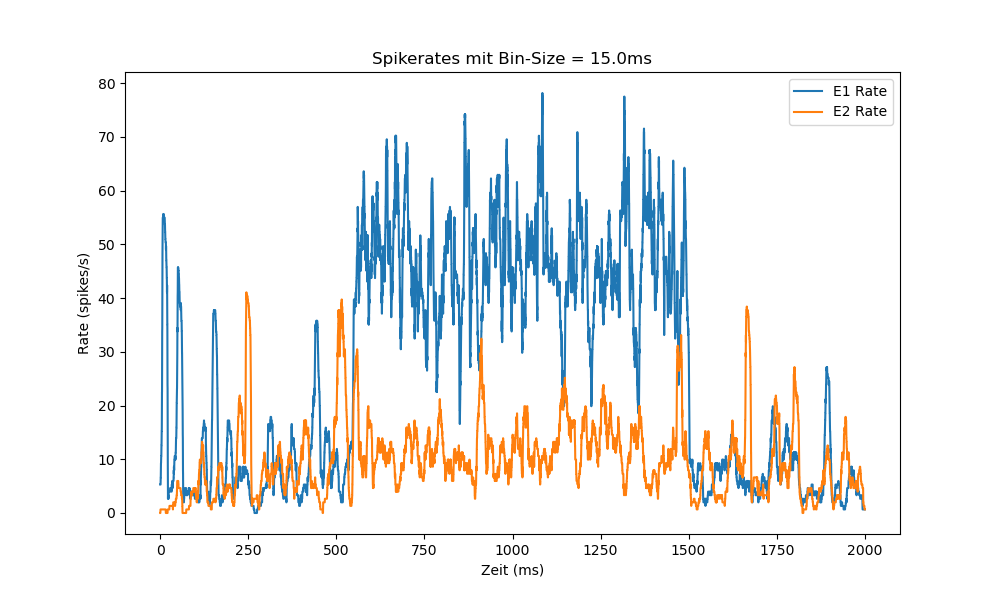 Spikerates mit Bin-Size = 15.0ms
E1 Rate
E2 Rate
80
70
60
50
40
30
20
10
0
Rate (spikes/s)
0 250 500 750 1000 1250 1500 1750 2000
Zeit (ms)